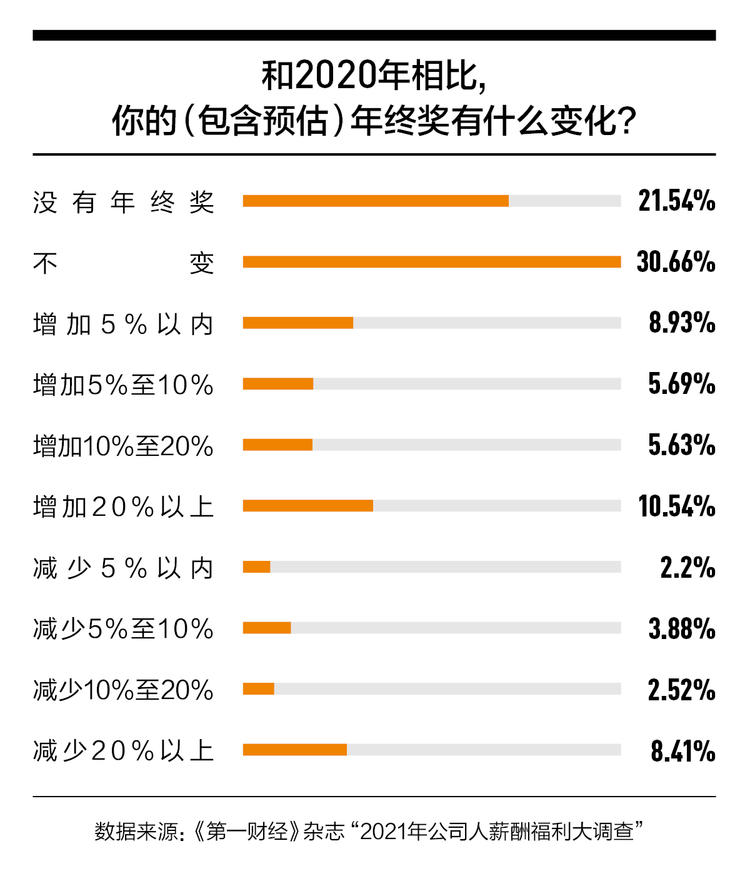 和2020年相比,
你的(包含预估)年终奖有什么变化?
没有年终奖 21.54%
不变 30.66%
增加5%以内 8.93%
增加5%至10% 5.69%
增加10%至20% 5.63%
增加20%以上 10.54%
减少5%以内 2.2%
减少5%至10% 3.88%
减少10%至20% 2.52%
减少20%以上 8.41%
数据来源:《第一财经》杂志“2021年公司人薪酬福利大调查”